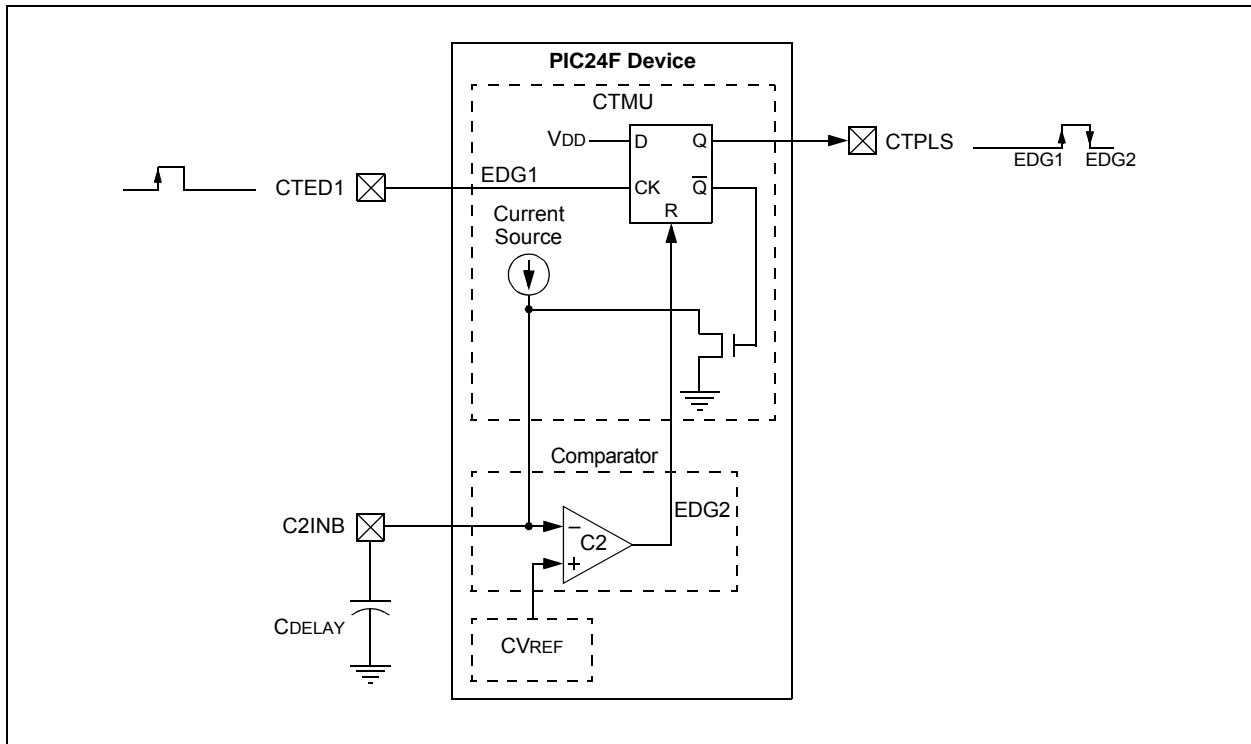 PIC24F Device
CTMU
VDD
D
Q
CTPLS
EDG1
EDG2
CTED1
EDG1
CK
Q
R
Current
Source
Comparator
C2INB
EDG2
−
C2
+
CDELAY
CVREF